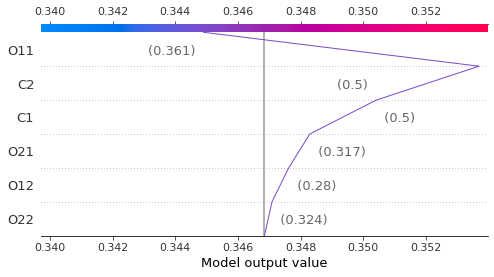 0.340 0.342 0.344 0.346 0.348 0.350 0.352
O11 (0.361)
C2 (0.5)
C1 (0.5)
O21 (0.317)
O12 (0.28)
O22 (0.324)
0.340 0.342 0.344 0.346 0.348 0.350 0.352
Model output value